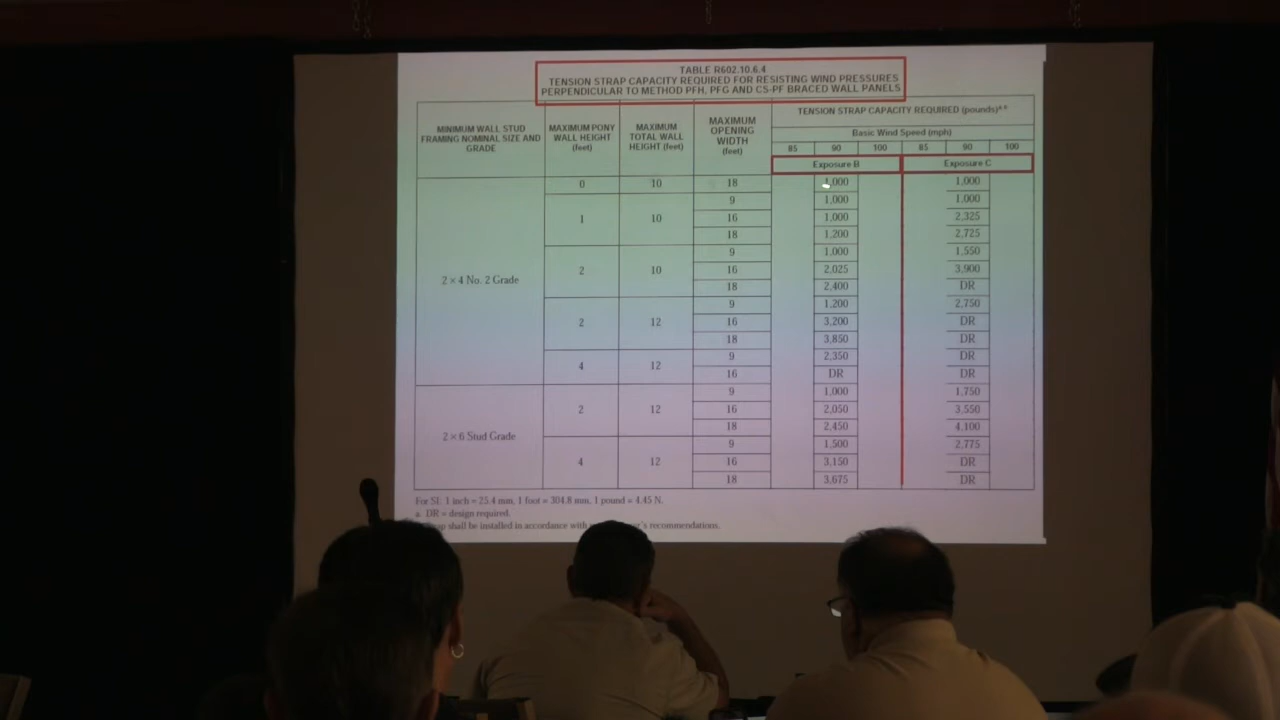 TABLE R602.10.6.4
TENSION STRAP CAPACITY REQUIRED FOR RESISTING WIND PRESSURES
PERPENDICULAR TO METHOD PFH, PFG AND CS-PF BRACED WALL PANELS
MINIMUM WALL STUD
FRAMING NOMINAL SIZE AND
GRADE
MAXIMUM PONY
WALL HEIGHT
(feet)
MAXIMUM
TOTAL WALL
HEIGHT (feet)
MAXIMUM
OPENING
WIDTH
(feet)
TENSION STRAP CAPACITY REQUIRED (pounds)
Basic Wind Speed (mph)
85 90 100 85 90 100
Exposure B Exposure C
0 10 18 1,000 1,000
9 1,000 1,000
1 10 16 1,000 2,325
18 1,200 2,725
9 1,000 1,550
2 × 4 No. 2 Grade 2 10 16 2,025 3,900
18 2,400 DR
9 1,200 2,750
2 12 16 3,200 DR
18 3,850 DR
4 12 9 2,350 DR
16 DR DR
9 1,000 1,750
2 12 16 2,050 3,550
18 2,450 4,100
2 × 6 Stud Grade 9 1,500 2,775
4 12 16 3,150 DR
18 3,675 DR
For SI: 1 inch = 25.4 mm, 1 foot = 304.8 mm, 1 pound = 4.45 N.
a. DR = design required.
shall be installed in accordance with recommendations.